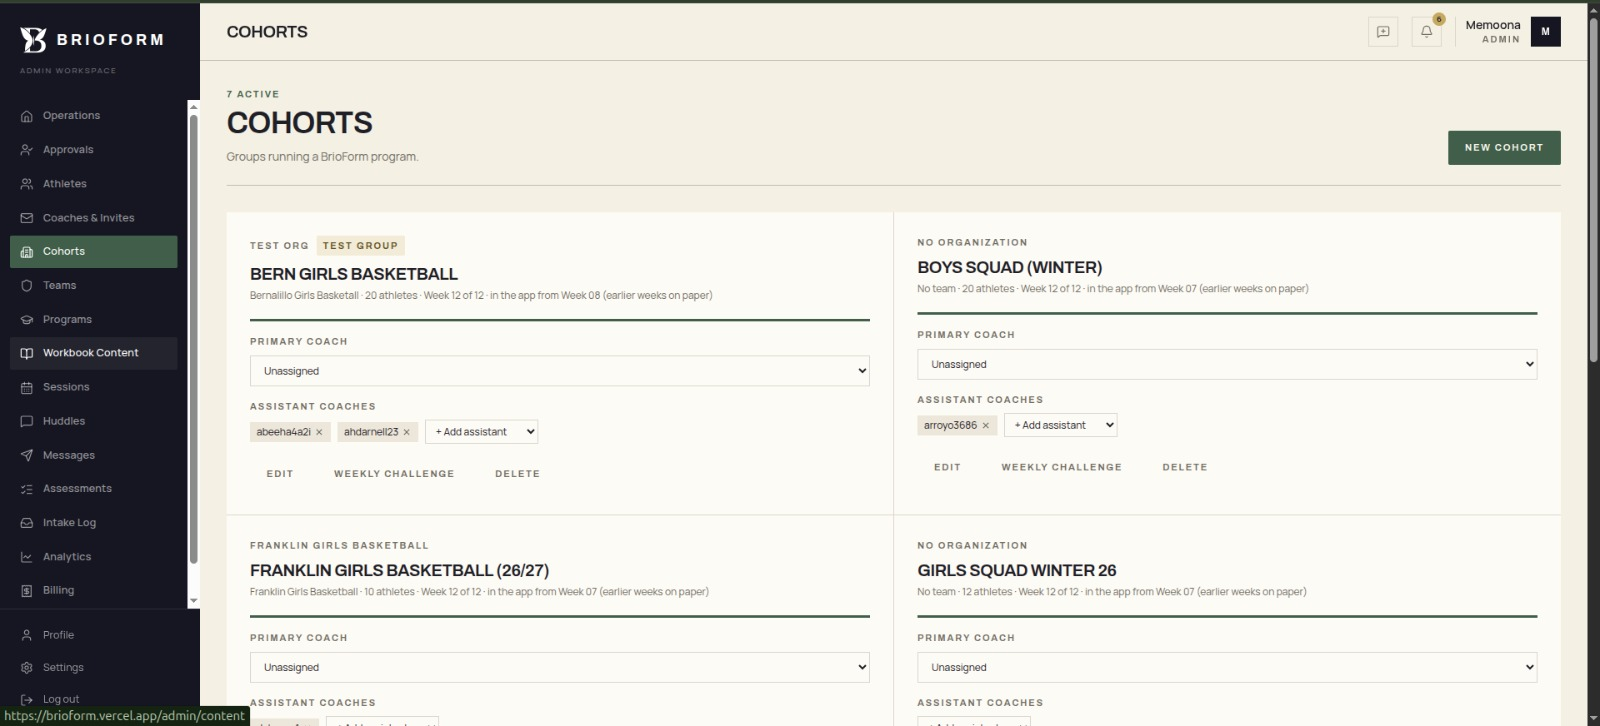 BRIOFORM
ADMIN WORKSPACE
Operations
Approvals
Athletes
Coaches & Invites
Cohorts
Teams
Programs
Workbook Content
Sessions
Huddles
Messages
Assessments
Intake Log
Analytics
Billing
Profile
Settings
Log out
https://brioform.vercel.app/admin/content
COHORTS
6
Memoona
ADMIN
M
7 ACTIVE
COHORTS
Groups running a BrioForm program.
NEW COHORT
TEST ORG TEST GROUP
BERN GIRLS BASKETBALL
Bernalillo Girls Basketall · 20 athletes · Week 12 of 12 · in the app from Week 08 (earlier weeks on paper)
PRIMARY COACH
Unassigned
ASSISTANT COACHES
abeeha4a2i × ahdarnell23 × + Add assistant
EDIT WEEKLY CHALLENGE DELETE
NO ORGANIZATION
BOYS SQUAD (WINTER)
No team · 20 athletes · Week 12 of 12 · in the app from Week 07 (earlier weeks on paper)
PRIMARY COACH
Unassigned
ASSISTANT COACHES
arroyo3686 × + Add assistant
EDIT WEEKLY CHALLENGE DELETE
FRANKLIN GIRLS BASKETBALL
FRANKLIN GIRLS BASKETBALL (26/27)
Franklin Girls Basketball · 10 athletes · Week 12 of 12 · in the app from Week 07 (earlier weeks on paper)
PRIMARY COACH
Unassigned
ASSISTANT COACHES
NO ORGANIZATION
GIRLS SQUAD WINTER 26
No team · 12 athletes · Week 12 of 12 · in the app from Week 07 (earlier weeks on paper)
PRIMARY COACH
Unassigned
ASSISTANT COACHES